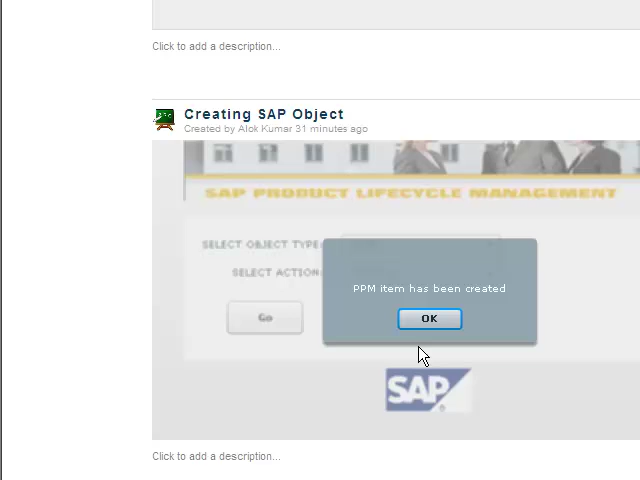 Click to add a description...
Creating SAP Object
Created by Alok Kumar 31 minutes ago
SAP PRODUCT LIFECYCLE MANAGEMENT
SELECT OBJECT TYPE:
SELECT ACTION:
PPM item has been created
Go
OK
SAP
Click to add a description...